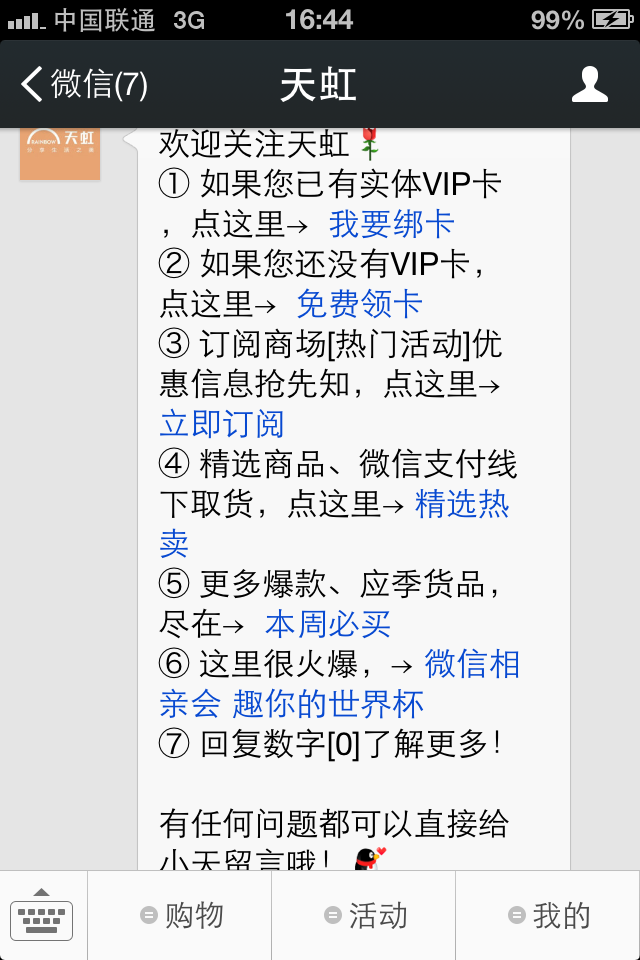 中国联通 3G 16:44 99%
微信(7) 天虹
RAINBOW 天虹
欢迎关注天虹
① 如果您已有实体VIP卡
，点这里→ 我要绑卡
② 如果您还没有VIP卡，
点这里→ 免费领卡
③ 订阅商场[热门活动]优
惠信息抢先知，点这里→
立即订阅
④ 精选商品、微信支付线
下取货，点这里→ 精选热
卖
⑤ 更多爆款、应季货品，
尽在→ 本周必买
⑥ 这里很火爆，→ 微信相
亲会 趣你的世界杯
⑦ 回复数字[0]了解更多！
有任何问题都可以直接给
小天留言哦！
购物 活动 我的